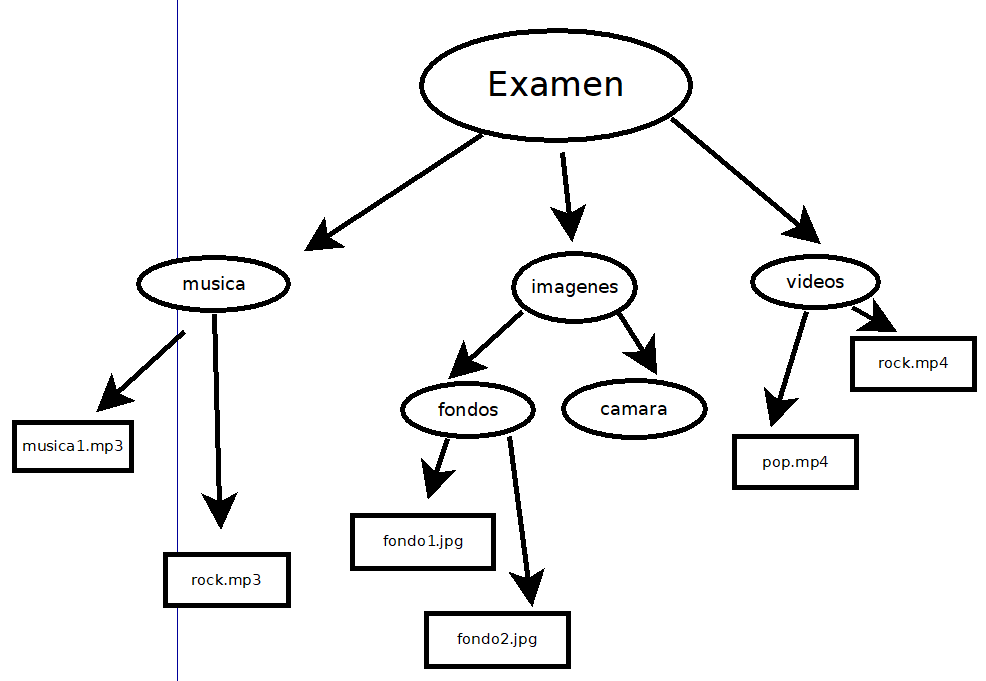 Examen
musica
imagenes
videos
rock.mp4
fondos
camara
musica1.mp3
pop.mp4
fondo1.jpg
rock.mp3
fondo2.jpg